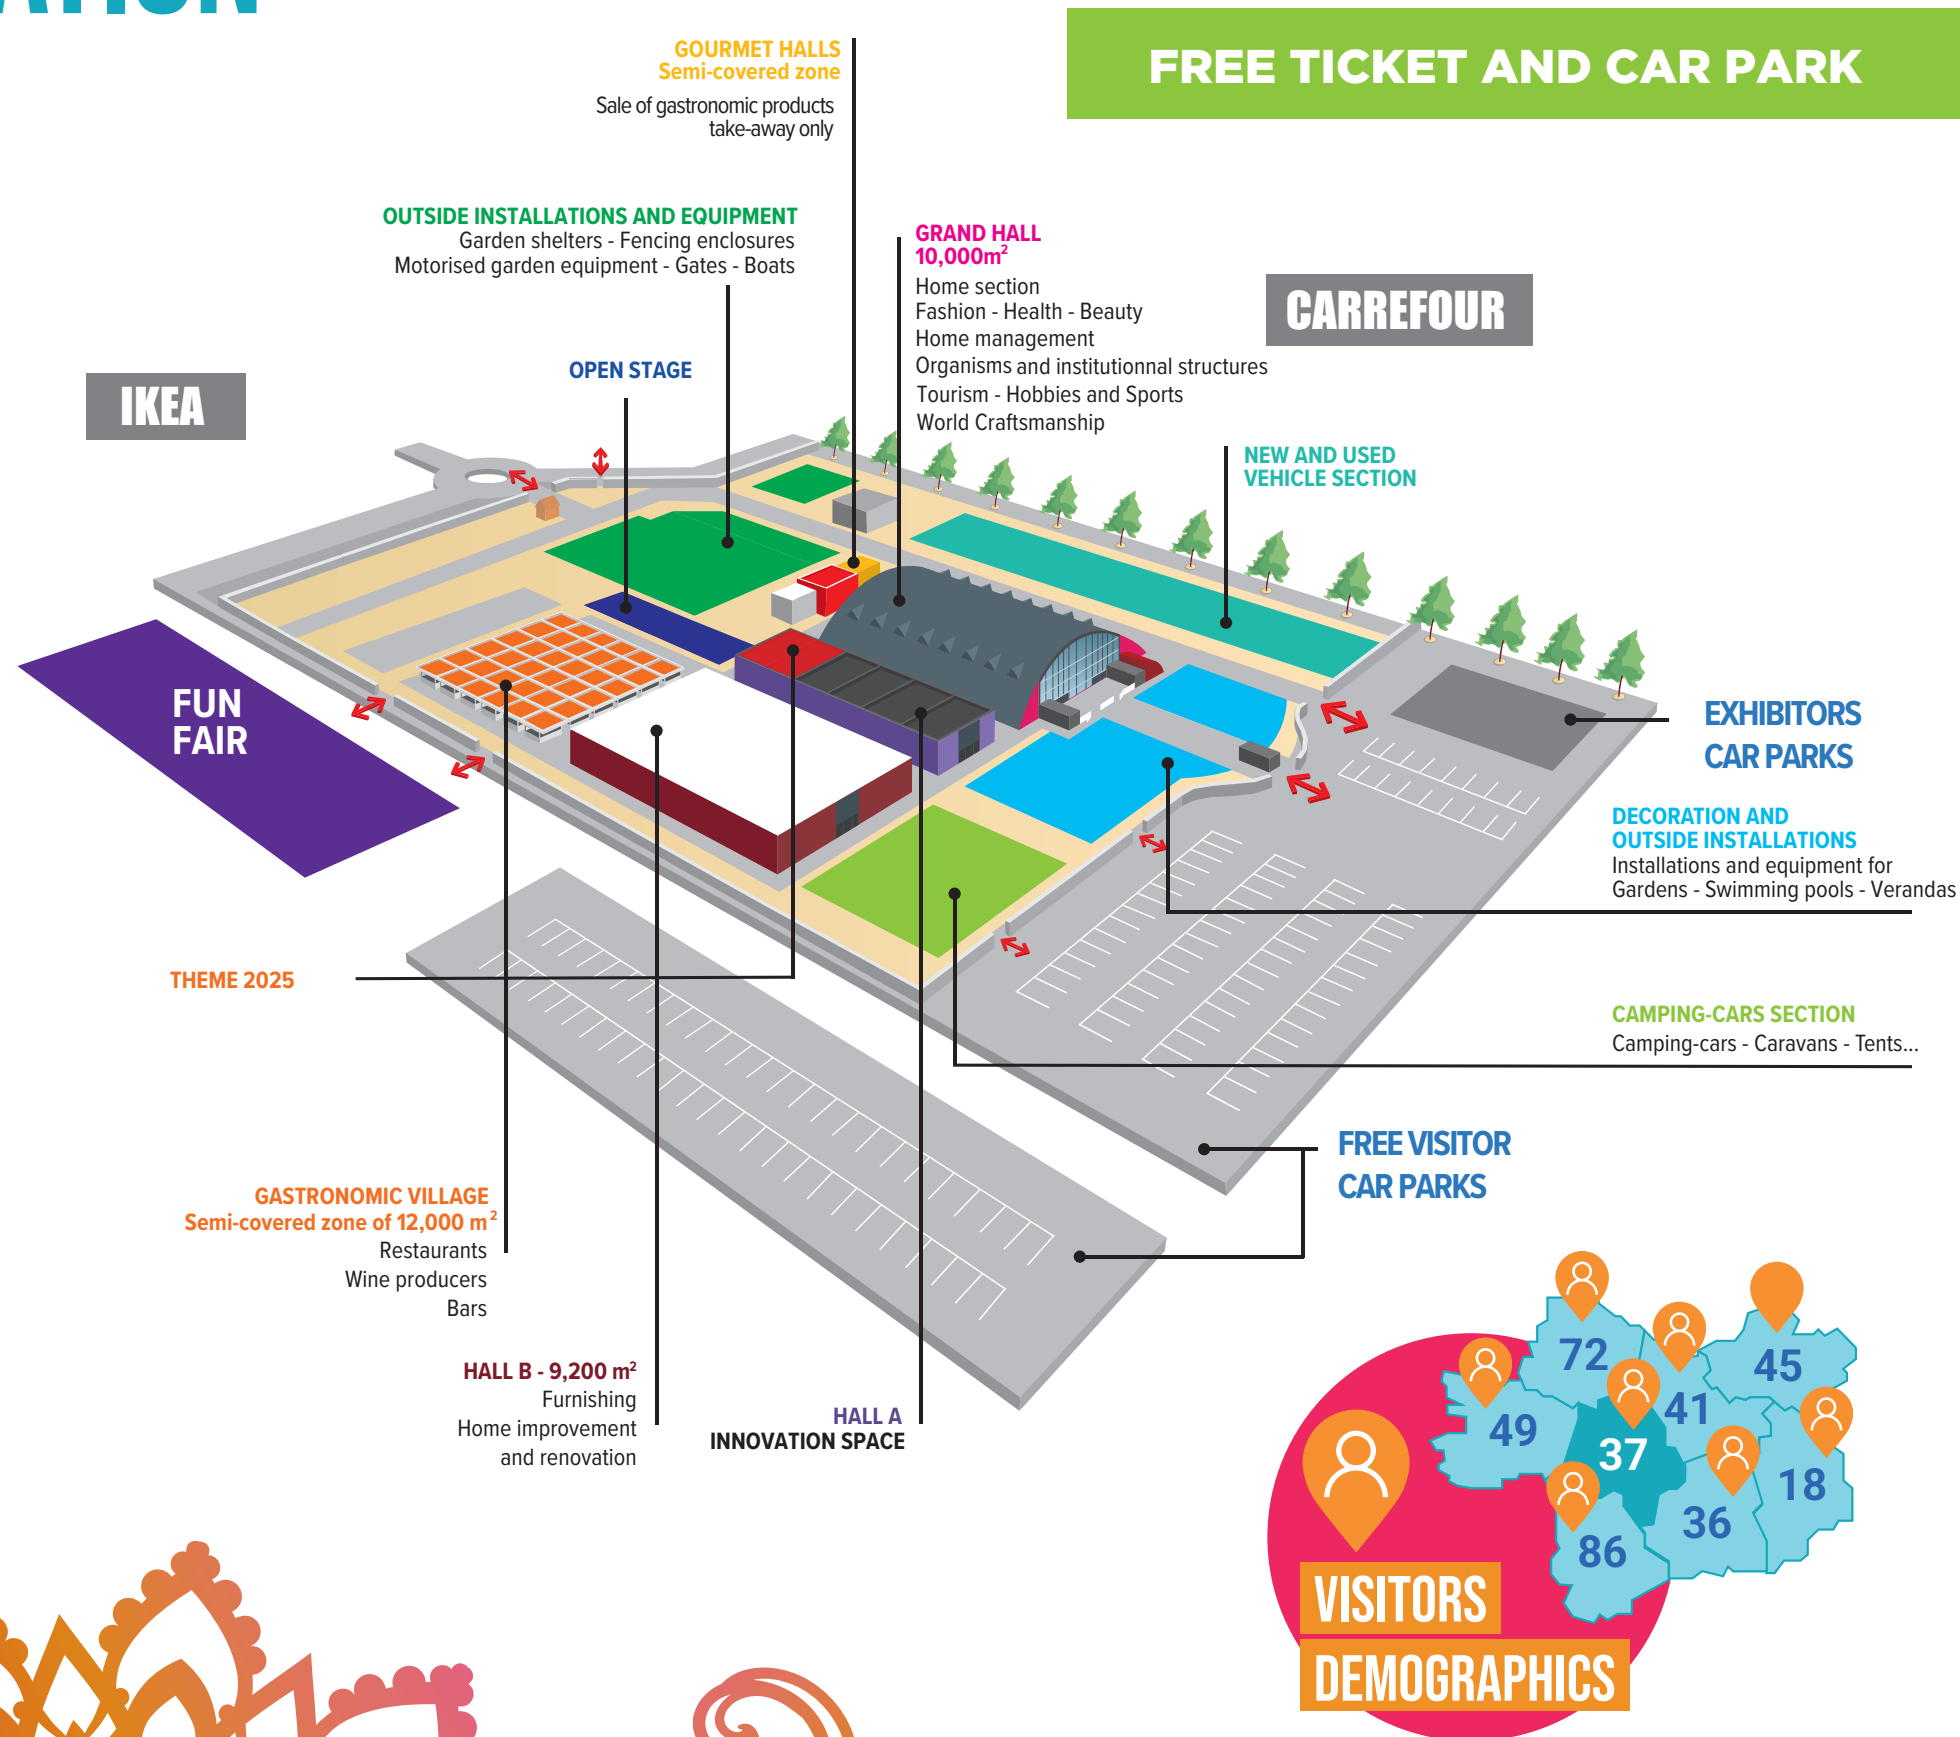 FREE TICKET AND CAR PARK
GOURMET HALLS
Semi-covered zone
Sale of gastronomic products
take-away only
OUTSIDE INSTALLATIONS AND EQUIPMENT
Garden shelters - Fencing enclosures
Motorised garden equipment - Gates - Boats
GRAND HALL
10,000m²
Home section
Fashion - Health - Beauty
Home management
Organisms and institutionnal structures
Tourism - Hobbies and Sports
World Craftsmanship
CARREFOUR
OPEN STAGE
IKEA
NEW AND USED
VEHICLE SECTION
FUN
FAIR
EXHIBITORS
CAR PARKS
DECORATION AND
OUTSIDE INSTALLATIONS
Installations and equipment for
Gardens - Swimming pools - Verandas
THEME 2025
CAMPING-CARS SECTION
Camping-cars - Caravans - Tents...
FREE VISITOR
CAR PARKS
GASTRONOMIC VILLAGE
Semi-covered zone of 12,000 m²
Restaurants
Wine producers
Bars
HALL B - 9,200 m²
Furnishing
Home improvement
and renovation
HALL A
INNOVATION SPACE
72
45
41
49
37
18
36
86
VISITORS
DEMOGRAPHICS